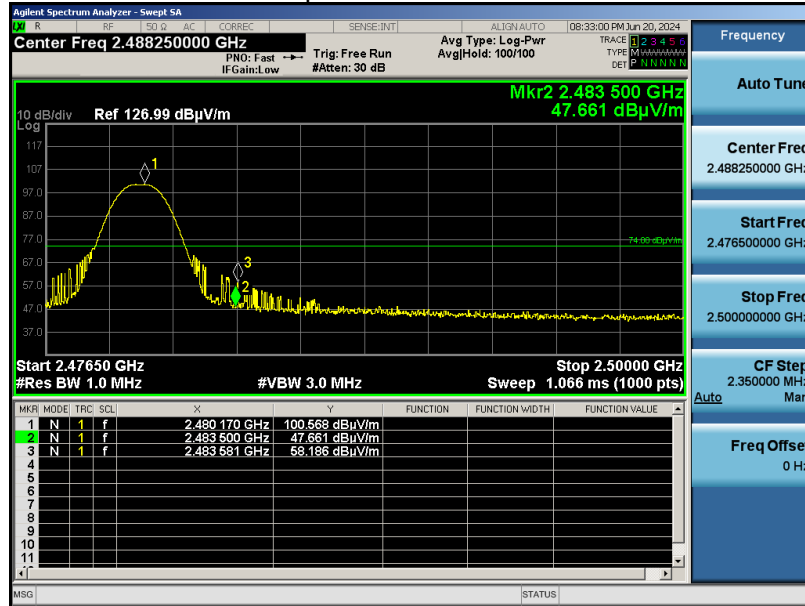 Agilent Spectrum Analyzer - Swept SA
LXI R RF 50 Ω AC CORREC SENSE:INT ALIGN AUTO 08:33:00 PM Jun 20, 2024
Center Freq 2.488250000 GHz
PNO: Fast
IFGain:Low
Trig: Free Run
#Atten: 30 dB
Avg Type: Log-Pwr
Avg|Hold: 100/100
TRACE 1 2 3 4 5 6
TYPE M
DET P N N N N N
Mkr2 2.483 500 GHz
47.661 dBµV/m
10 dB/div Ref 126.99 dBµV/m
Log
117
107
97.0
87.0
77.0
67.0
57.0
47.0
37.0
1
3
2
74.00 dBµV/m
Start 2.47650 GHz Stop 2.50000 GHz
#Res BW 1.0 MHz #VBW 3.0 MHz Sweep 1.066 ms (1000 pts)
MKR MODE TRC SCL X Y FUNCTION FUNCTION WIDTH FUNCTION VALUE
1 N 1 f 2.480 170 GHz 100.568 dBµV/m
2 N 1 f 2.483 500 GHz 47.661 dBµV/m
3 N 1 f 2.483 581 GHz 58.186 dBµV/m
4
5
6
7
8
9
10
11
MSG STATUS
Frequency
Auto Tune
Center Freq
2.488250000 GHz
Start Freq
2.476500000 GHz
Stop Freq
2.500000000 GHz
CF Step
2.350000 MHz
Auto Man
Freq Offset
0 Hz